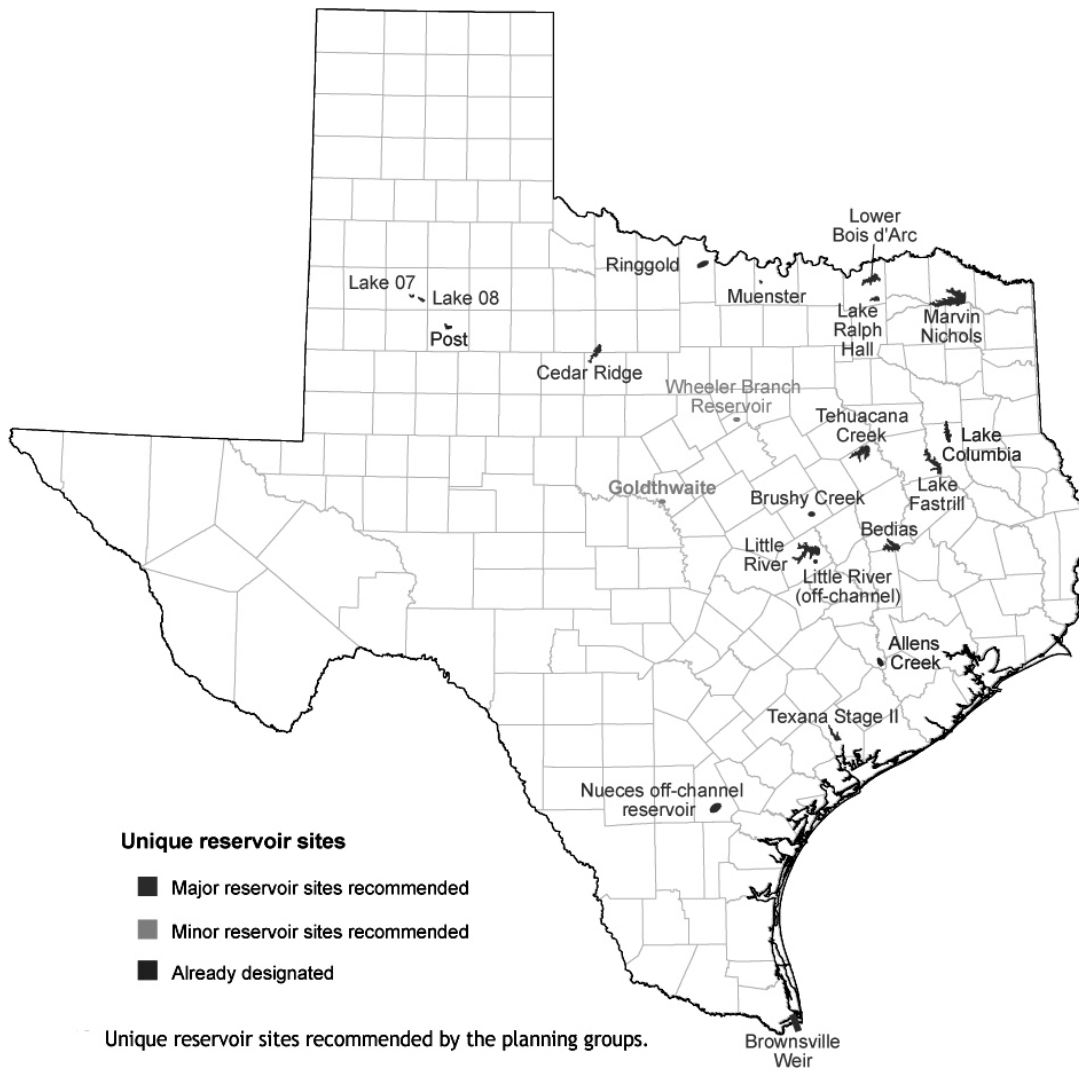 Lower
Bois d'Arc
Ringgold
Muenster
Lake 07
Lake 08
Post
Lake
Ralph
Hall
Marvin
Nichols
Cedar Ridge
Wheeler Branch
Reservoir
Tehuacana
Creek
Lake
Columbia
Lake
Fastrill
Goldthwaite
Brushy Creek
Bedias
Little
River
Little River
(off-channel)
Allens
Creek
Texana Stage II
Nueces off-channel
reservoir
Unique reservoir sites
Major reservoir sites recommended
Minor reservoir sites recommended
Already designated
Unique reservoir sites recommended by the planning groups.
Brownsville
Weir